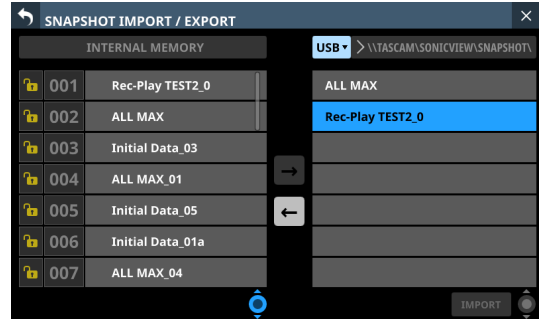 SNAPSHOT IMPORT / EXPORT
INTERNAL MEMORY
USB \\TASCAM\SONICVIEW\SNAPSHOT\
001 Rec-Play TEST2_0
002 ALL MAX
003 Initial Data_03
004 ALL MAX_01
005 Initial Data_05
006 Initial Data_01a
007 ALL MAX_04
ALL MAX
Rec-Play TEST2_0
IMPORT